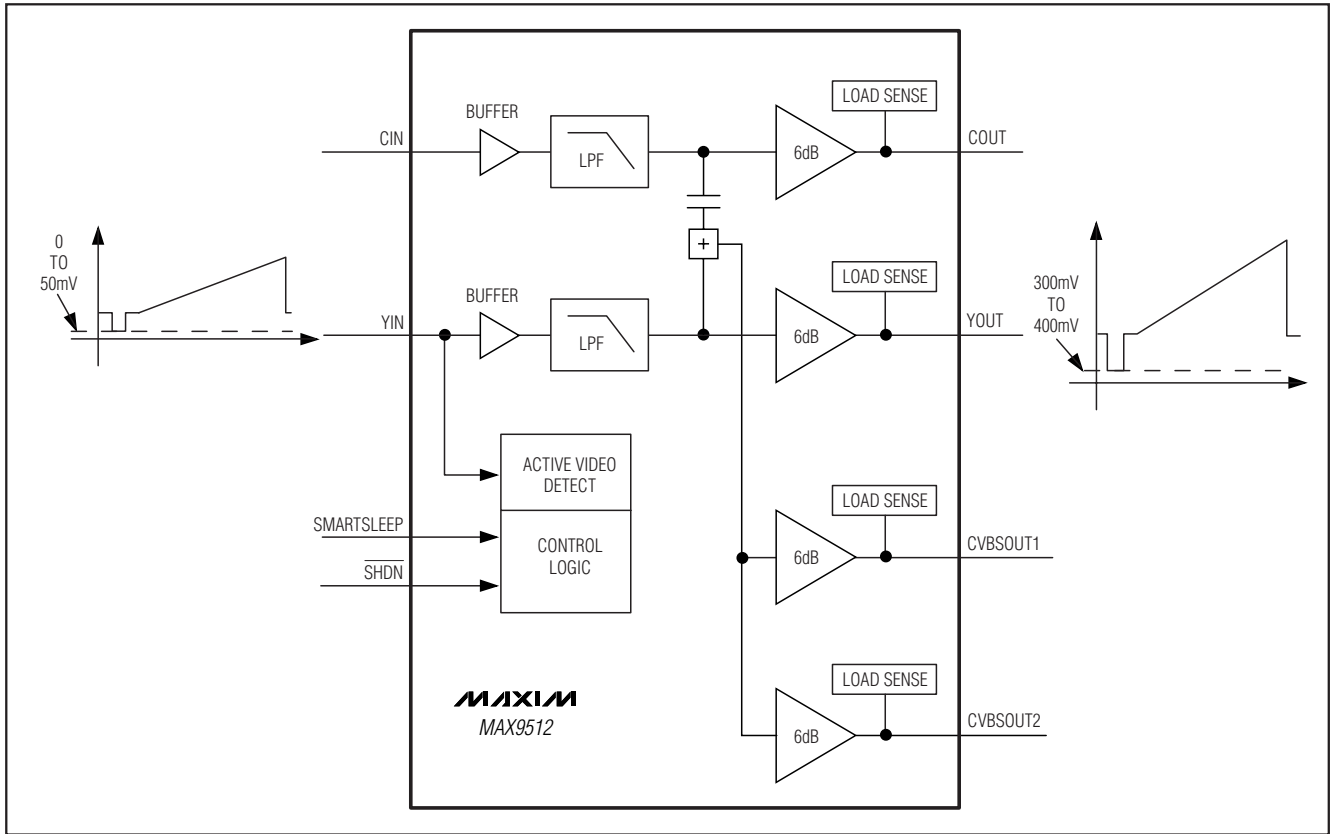 LOAD SENSE
BUFFER
CIN
LPF
6dB
COUT
0
TO
50mV
+
LOAD SENSE
300mV
TO
400mV
BUFFER
YIN
LPF
6dB
YOUT
ACTIVE VIDEO
DETECT
LOAD SENSE
SMARTSLEEP
CONTROL
LOGIC
SHDN
6dB
CVBSOUT1
LOAD SENSE
MAXIM
MAX9512
6dB
CVBSOUT2